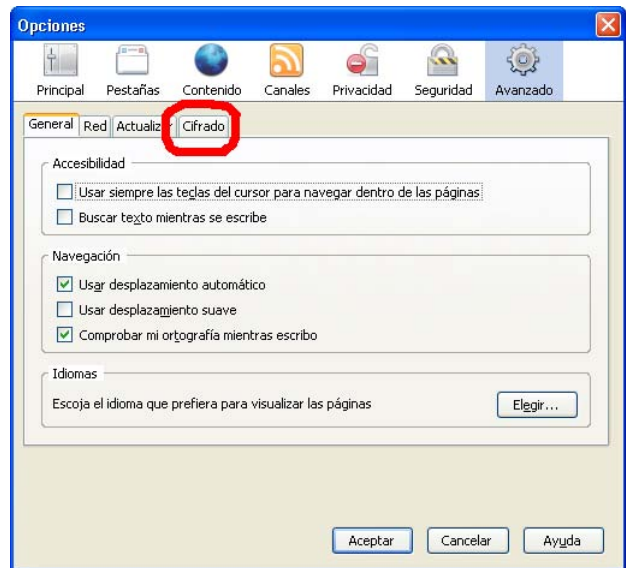 Opciones
Principal Pestañas Contenido Canales Privacidad Seguridad Avanzado
General Red Actualiz Cifrado
Accesibilidad
Usar siempre las teclas del cursor para navegar dentro de las páginas
Buscar texto mientras se escribe
Navegación
Usar desplazamiento automático
Usar desplazamiento suave
Comprobar mi ortografía mientras escribo
Idiomas
Escoja el idioma que prefiera para visualizar las páginas Elegir...
Aceptar Cancelar Ayuda